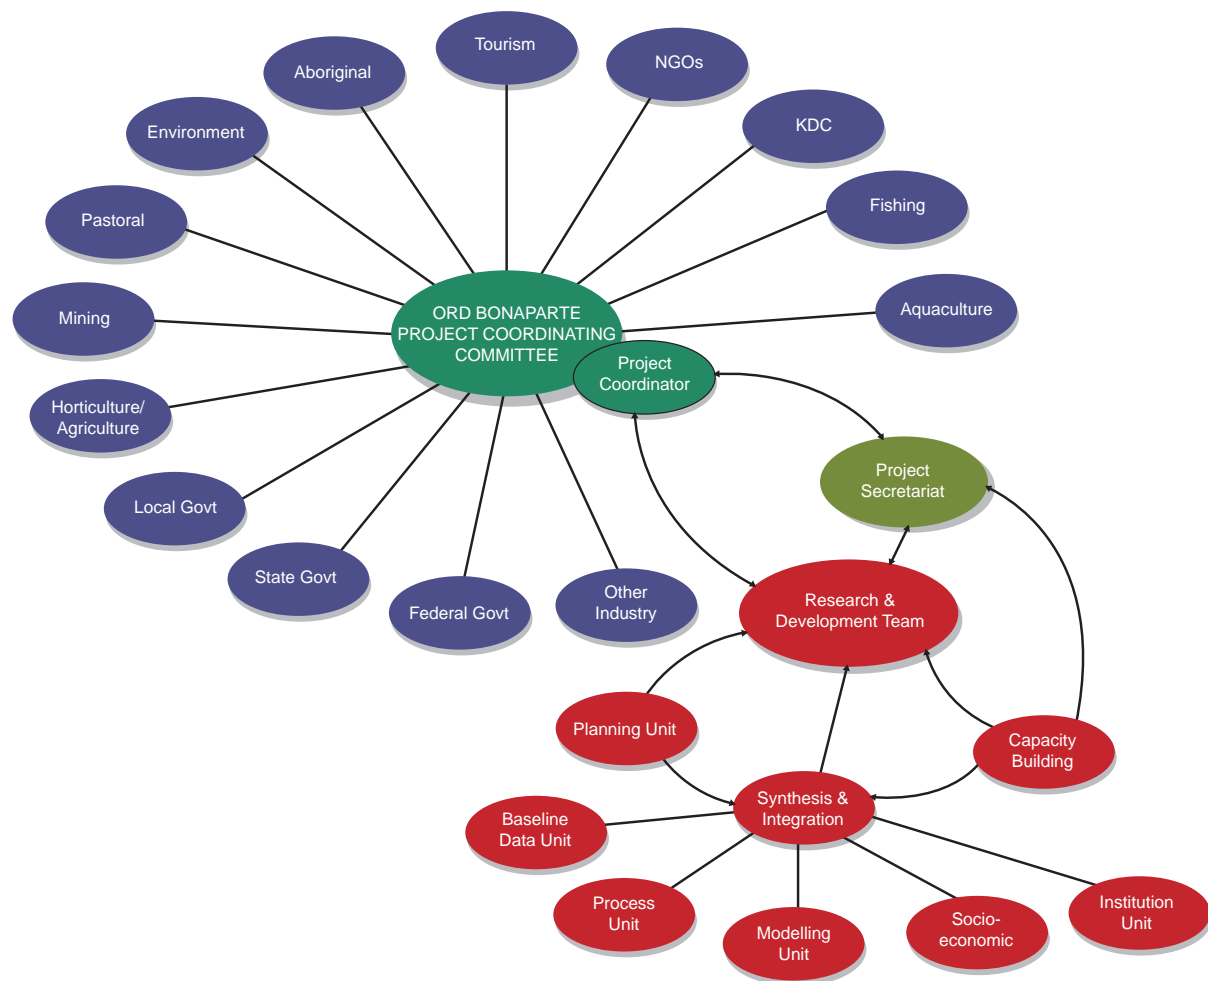 Tourism
NGOs
Aboriginal
KDC
Environment
Fishing
Pastoral
Aquaculture
Mining
ORD BONAPARTE
PROJECT COORDINATING
COMMITTEE
Project
Coordinator
Horticulture/
Agriculture
Project
Secretariat
Local Govt
State Govt
Federal Govt
Other
Industry
Research &
Development Team
Planning Unit
Capacity
Building
Synthesis &
Integration
Baseline
Data Unit
Process
Unit
Modelling
Unit
Socio-
economic
Institution
Unit